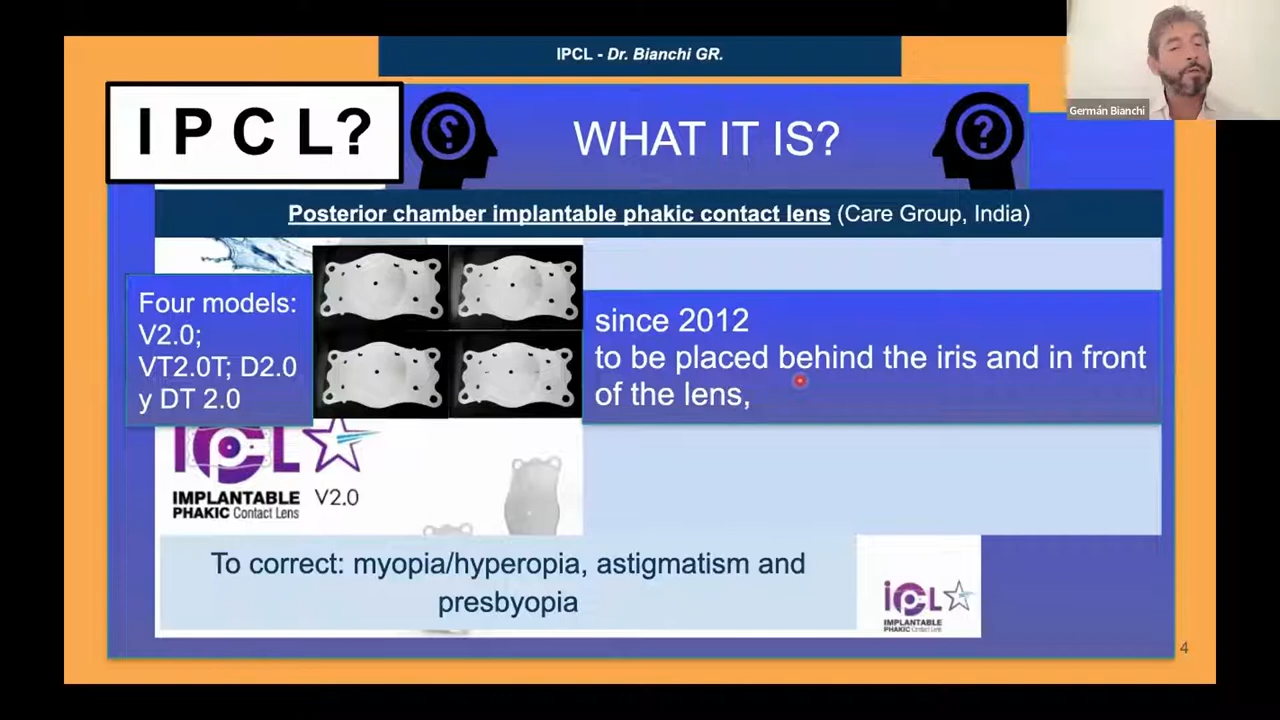 IPCL - Dr. Bianchi GR.
Germán Bianchi
I P C L?
WHAT IT IS?
Posterior chamber implantable phakic contact lens (Care Group, India)
Four models:
V2.0;
VT2.0T; D2.0
y DT 2.0
since 2012
to be placed behind the iris and in front
of the lens,
IPCL
IMPLANTABLE
PHAKIC Contact Lens
V2.0
To correct: myopia/hyperopia, astigmatism and
presbyopia
IPCL
IMPLANTABLE
PHAKIC Contact Lens
4